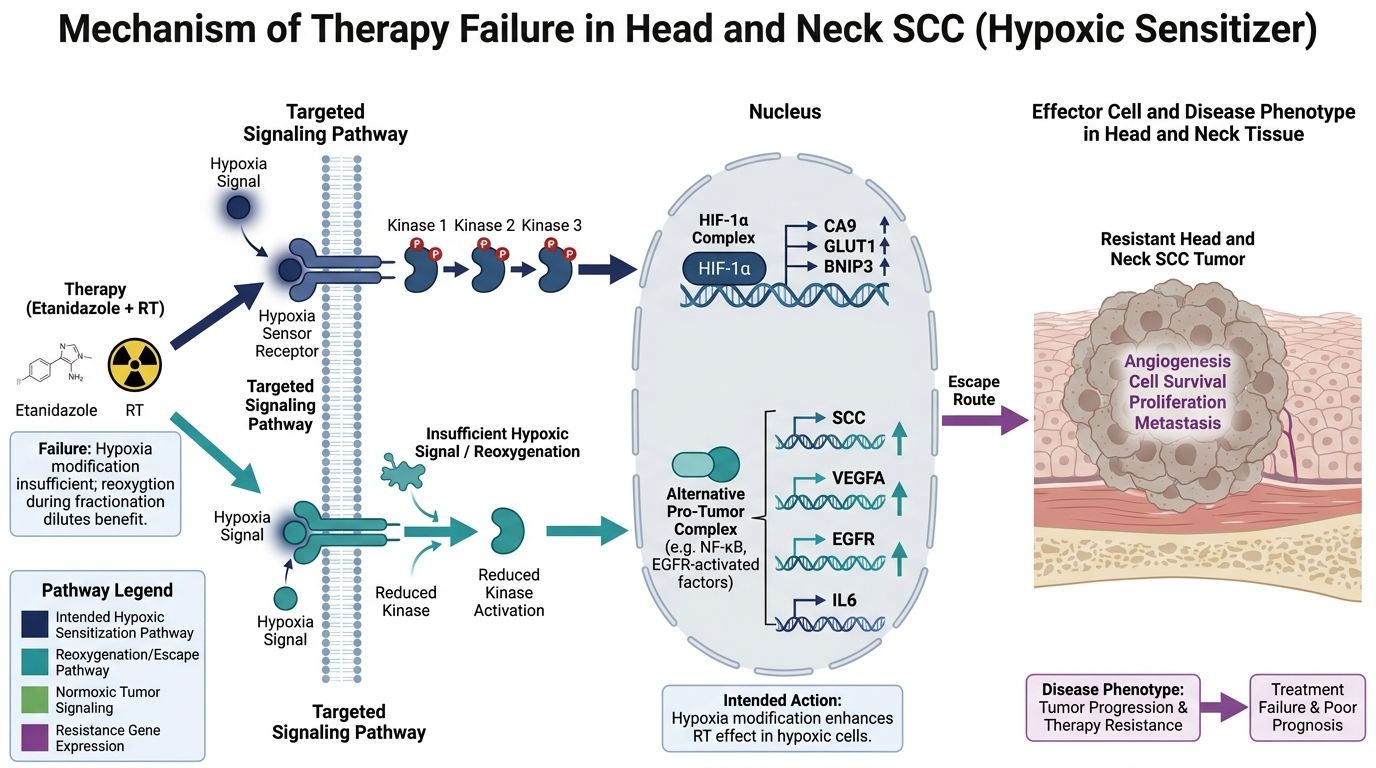 Mechanism of Therapy Failure in Head and Neck SCC (Hypoxic Sensitizer)
Targeted
Signaling Pathway
Hypoxia
Signal
Kinase 1 Kinase 2 Kinase 3
P P P P P P
Therapy
(Etanidazole + RT)
Hypoxia
Sensor
Receptor
NH₂
Etanidazole RT
Targeted
Signaling
Pathway
Failure: Hypoxia
modification
insufficient; reoxygtion
during fractionation
dilutes benefit.
Insufficient Hypoxic
Signal / Reoxygenation
Hypoxia
Signal
Hypoxia
Signal
Reduced
Kinase
Reduced
Kinase
Activation
Targeted
Signaling Pathway
Pathway Legend
Intended Hypoxic
Sensitization Pathway
Reoxygenation/Escape
Pathway
Normoxic Tumor
Signaling
Resistance Gene
Expression
Nucleus
HIF-1α
Complex
HIF-1α
CA9
GLUT1
BNIP3
Alternative
Pro-Tumor
Complex
(e.g. NF-κB,
EGFR-activated
factors)
SCC
VEGFA
EGFR
IL6
Intended Action:
Hypoxia modification enhances
RT effect in hypoxic cells.
Escape
Route
Effector Cell and Disease Phenotype
in Head and Neck Tissue
Resistant Head and
Neck SCC Tumor
Angiogenesis
Cell Survival
Proliferation
Metastasis
Disease Phenotype:
Tumor Progression &
Therapy Resistance
Treatment
Failure & Poor
Prognosis